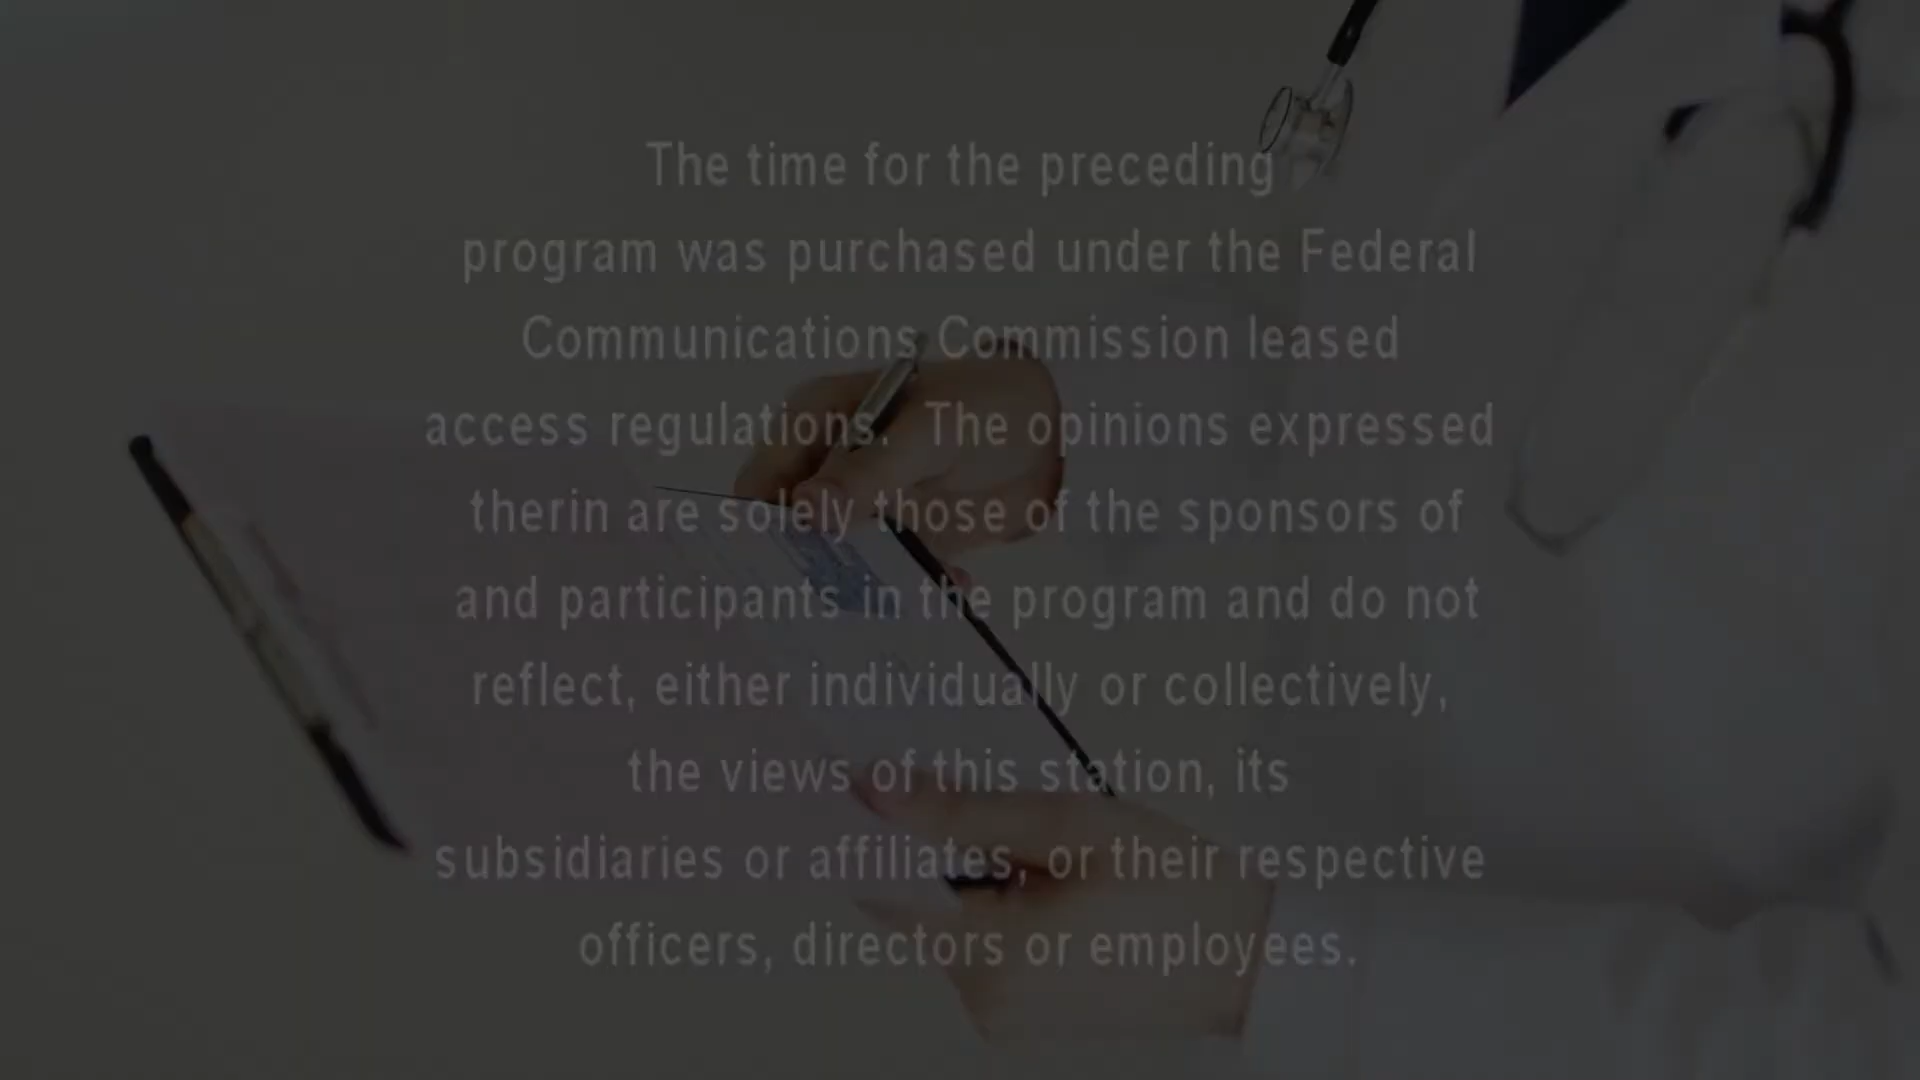 The time for the preceding
program was purchased under the Federal
Communications Commission leased
access regulations.  The opinions expressed
therin are solely those of the sponsors of
and participants in the program and do not
reflect, either individually or collectively,
the views of this station, its
subsidiaries or affiliates, or their respective
officers, directors or employees.